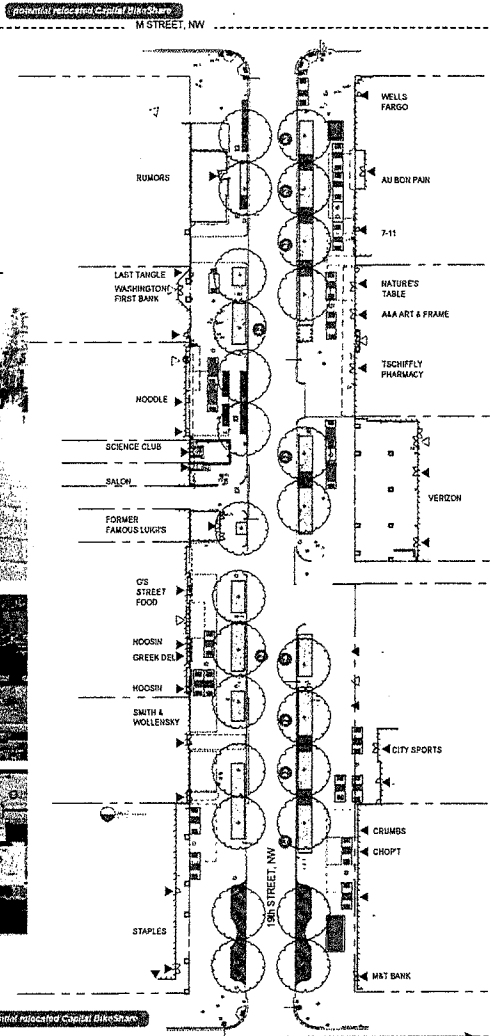 potential relocated Capital BikeShare
M STREET, NW
WELLS
FARGO
RUMORS
AU BON PAIN
7-11
LAST TANGLE
WASHINGTON
FIRST BANK
NATURE'S
TABLE
A&A ART & FRAME
TSCHIFFLY
PHARMACY
NOODLE
SCIENCE CLUB
SALON
VERIZON
FORMER
FAMOUS LUIGI'S
G'S
STREET
FOOD
HOOSIN
GREEK DELI
HOOSIN
SMITH &
WOLLENSKY
CITY SPORTS
CRUMBS
CHOP'T
19th STREET, NW
STAPLES
M&T BANK
relocated Capital BikeShare